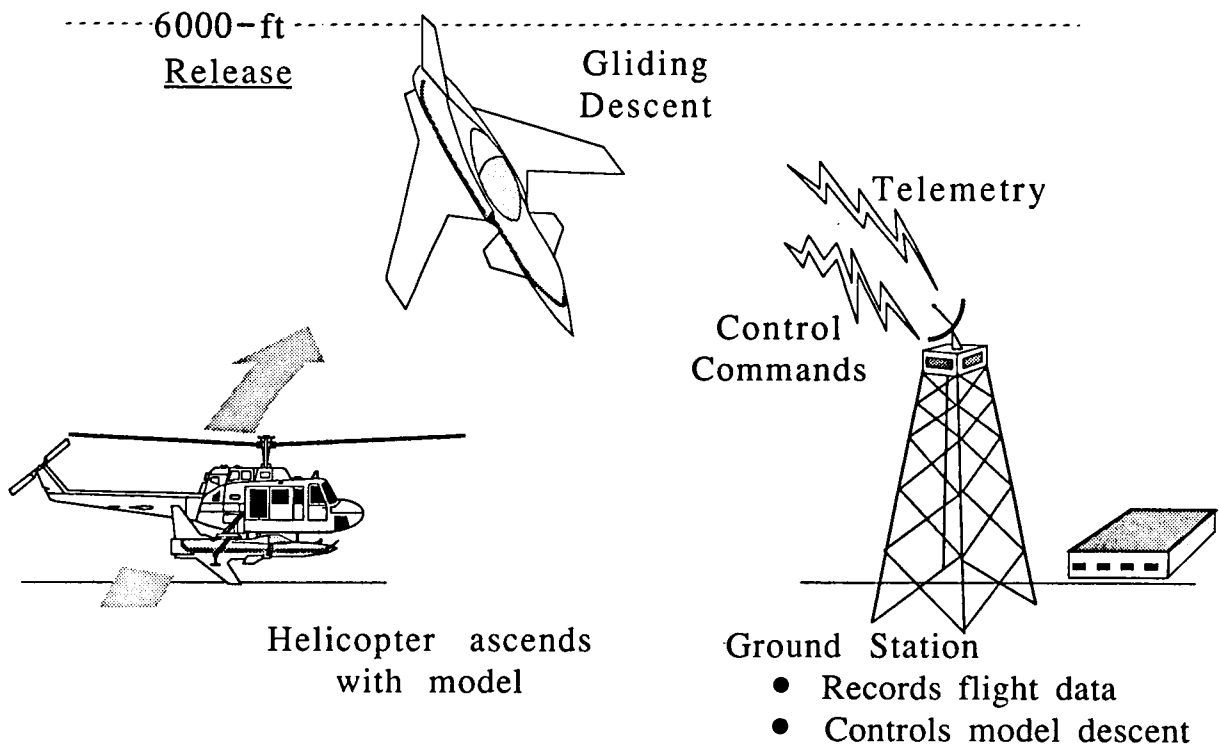 6000-ft
Release
Gliding
Descent
Telemetry
Control
Commands
Helicopter ascends
with model
Ground Station
● Records flight data
● Controls model descent